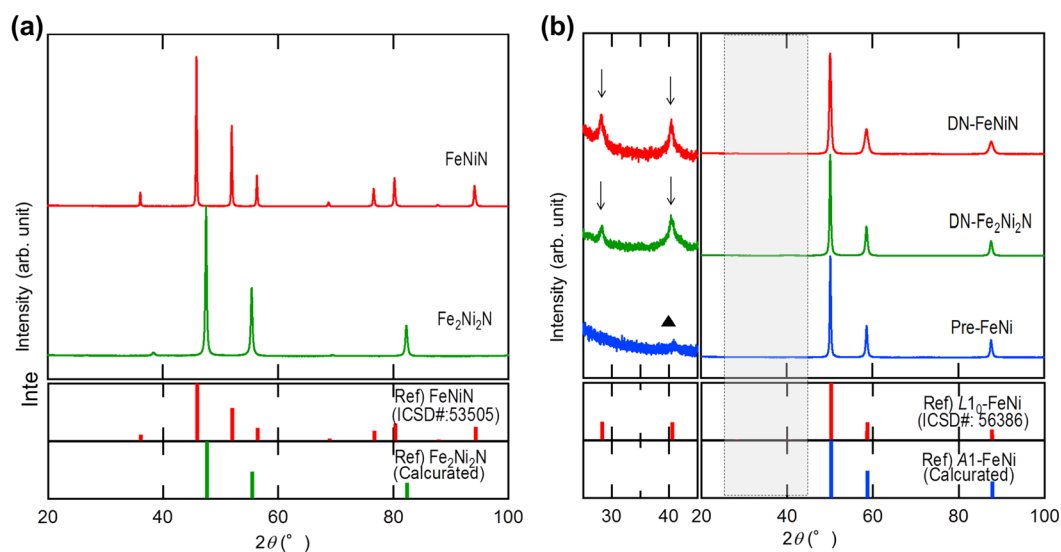 (a)
Intensity (arb. unit)
Inte
FeNiN
Fe₂Ni₂N
Ref) FeNiN
(ICSD#:53505)
Ref) Fe₂Ni₂N
(Calcurated)
20 40 60 80 100
2θ (°)
(b)
Intensity (arb. unit)
DN-FeNiN
DN-Fe₂Ni₂N
Pre-FeNi
Ref) L1₀-FeNi
(ICSD#: 56386)
Ref) A1-FeNi
(Calcurated)
30 40 20 40 60 80 100
2θ (°)